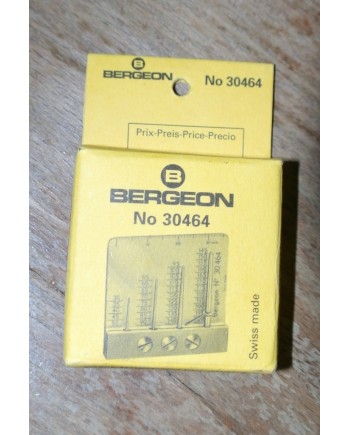 B
BERGEON
No 30464
Prix-Preis-Price-Precio
B
BERGEON
No 30464
Bergeon N° 30464
Swiss made